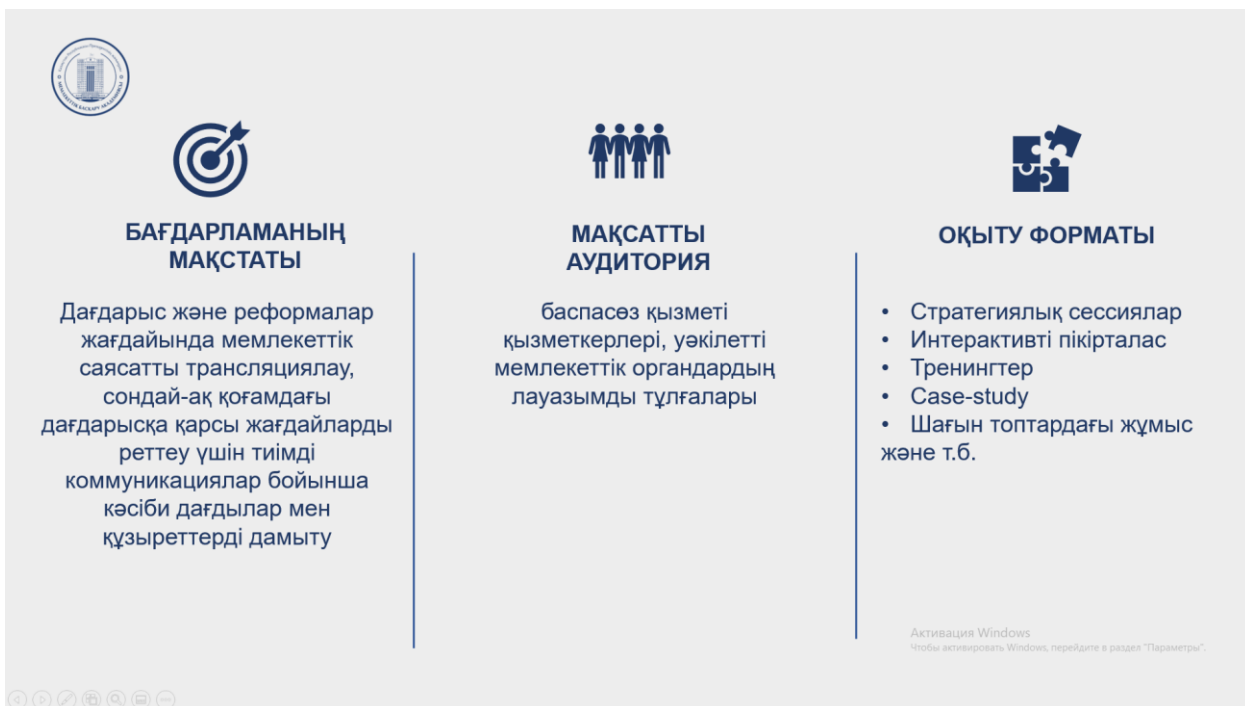 БАҒДАРЛАМАНЫҢ
МАҚСТАТЫ
Дағдарыс және реформалар
жағдайында мемлекеттік
саясатты трансляциялау,
сондай-ақ қоғамдағы
дағдарысқа қарсы жағдайларды
реттеу үшін тиімді
коммуникациялар бойынша
кәсіби дағдылар мен
құзыреттерді дамыту
МАҚСАТТЫ
АУДИТОРИЯ
баспасөз қызметі
қызметкерлері, уәкілетті
мемлекеттік органдардың
лауазымды тұлғалары
ОҚЫТУ ФОРМАТЫ
• Стратегиялық сессиялар
• Интерактивті пікірталас
• Тренингтер
• Case-study
• Шағын топтардағы жұмыс
және т.б.
Активация Windows
Чтобы активировать Windows, перейдите в раздел "Параметры".